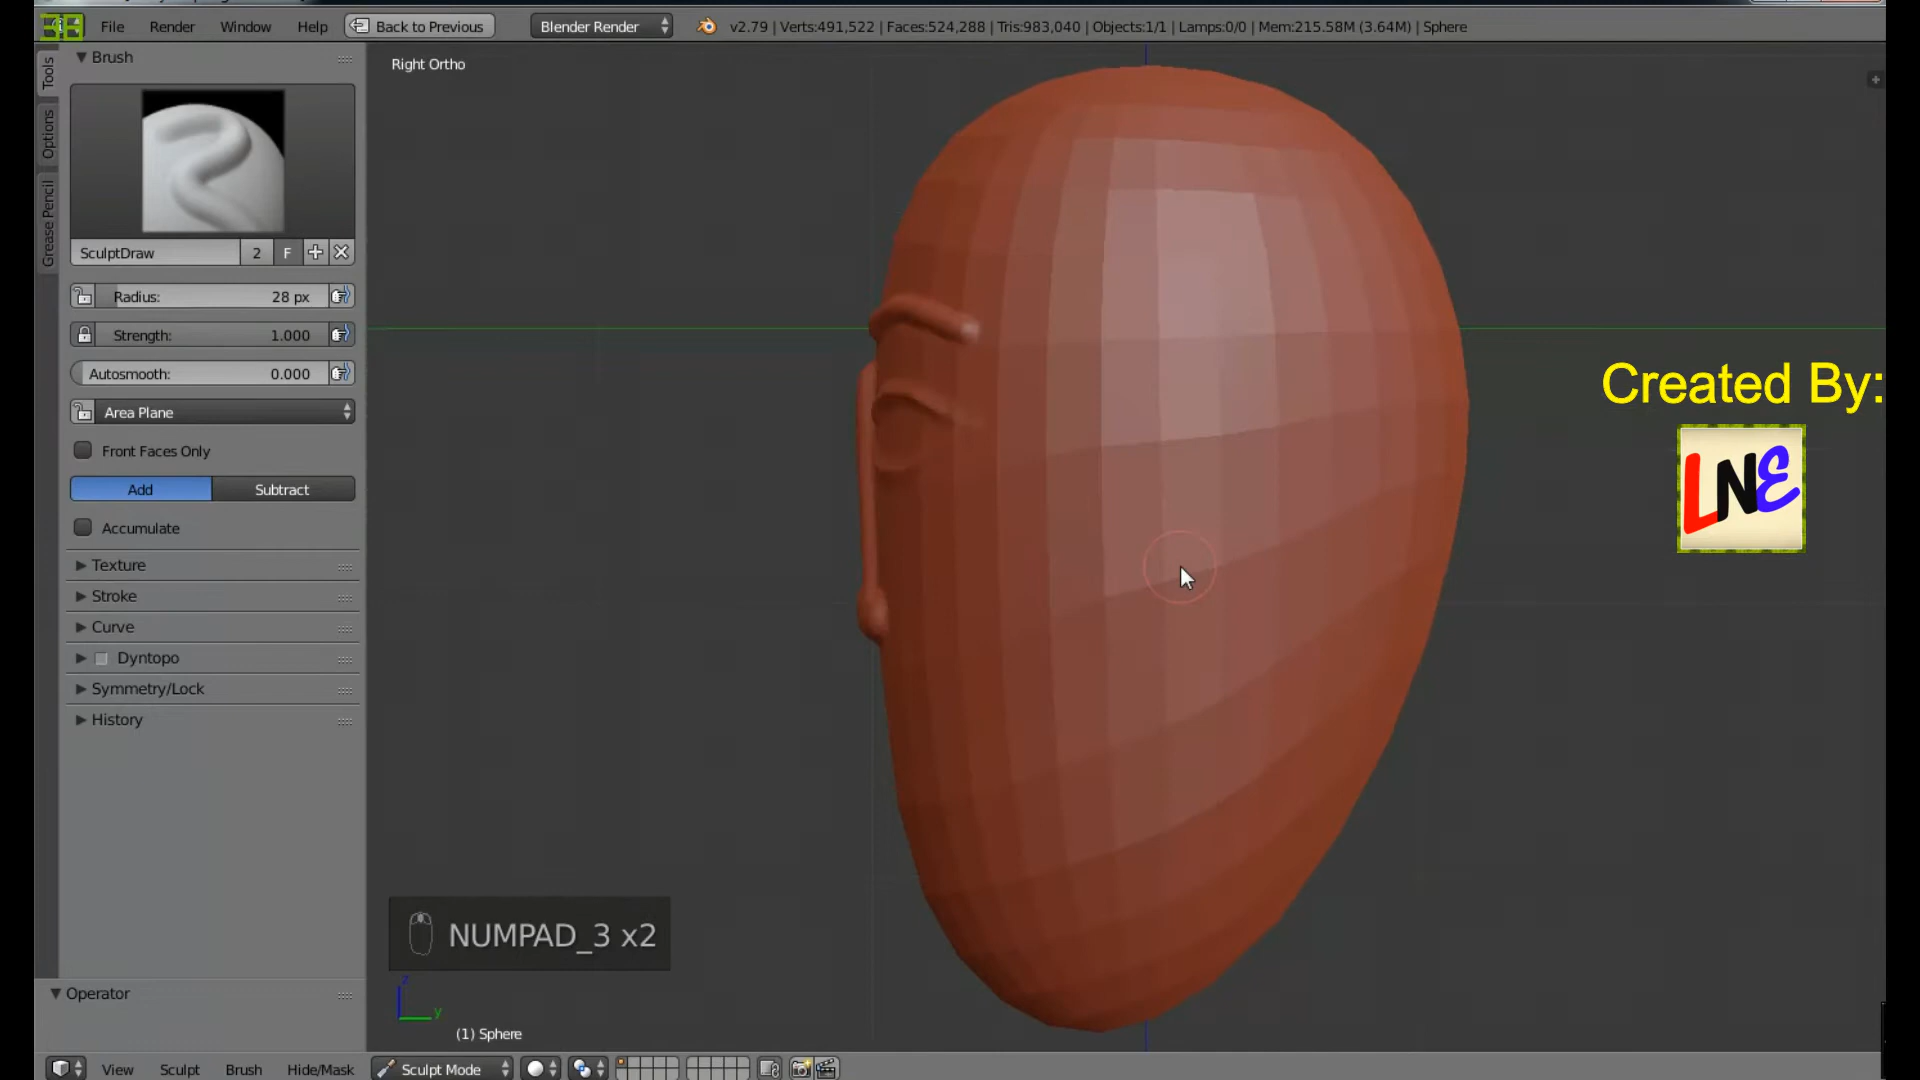 File Render Window Help Back to Previous Blender Render v2.79 | Verts:491,522 | Faces:524,288 | Tris:983,040 | Objects:1/1 | Lamps:0/0 | Mem:215.58M (3.64M) | Sphere
Tools
Options
Grease Pencil
Brush
Right Ortho
SculptDraw 2 F
Radius: 28 px
Strength: 1.000
Autosmooth: 0.000
Area Plane
Front Faces Only
Add Subtract
Accumulate
Texture
Stroke
Curve
Dyntopo
Symmetry/Lock
History
Created By:
LNE
NUMPAD_3 x2
z
y
Operator
(1) Sphere
View Sculpt Brush Hide/Mask Sculpt Mode